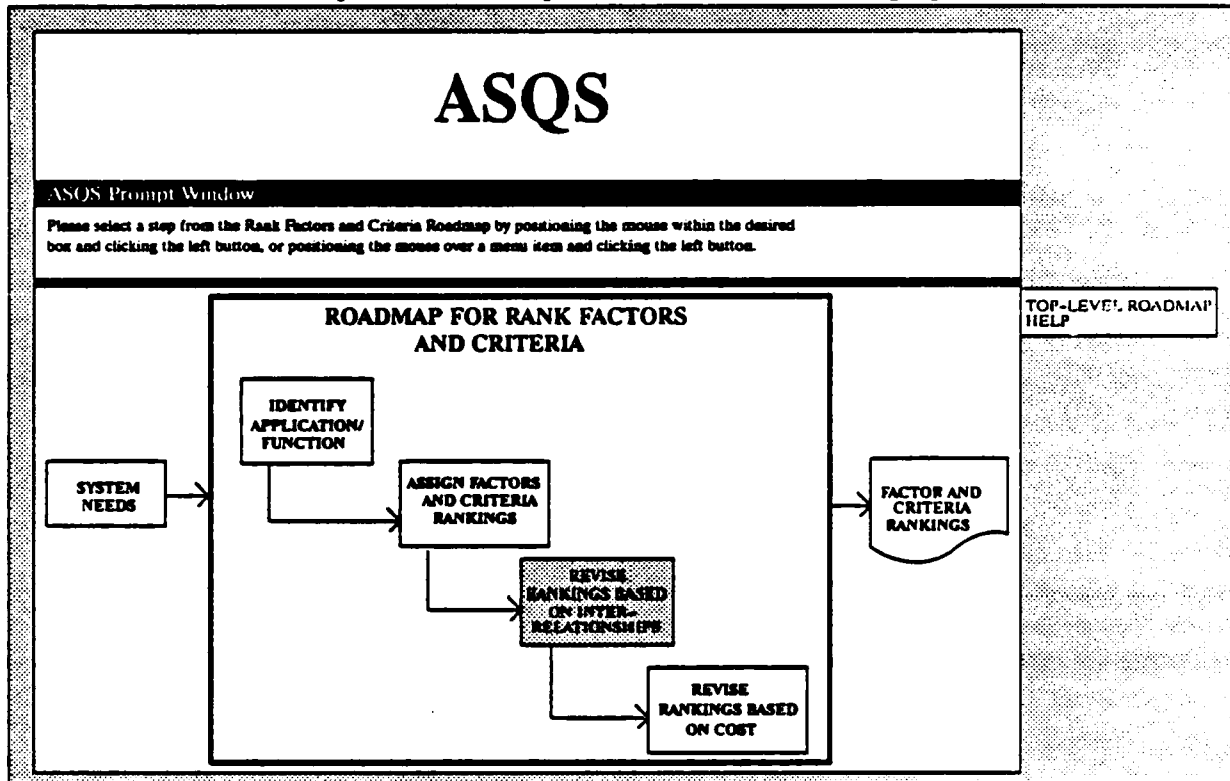 ASQS
ASQS Prompt Window
Please select a step from the Rank Factors and Criteria Roadmap by positioning the mouse within the desired
box and clicking the left button, or positioning the mouse over a menu item and clicking the left button.
TOP-LEVEL ROADMAP
HELP
ROADMAP FOR RANK FACTORS
AND CRITERIA
SYSTEM
NEEDS
IDENTIFY
APPLICATION/
FUNCTION
ASSIGN FACTORS
AND CRITERIA
RANKINGS
REVISE
RANKINGS BASED
ON INTER-
RELATIONSHIPS
REVISE
RANKINGS BASED
ON COST
FACTOR AND
CRITERIA
RANKINGS